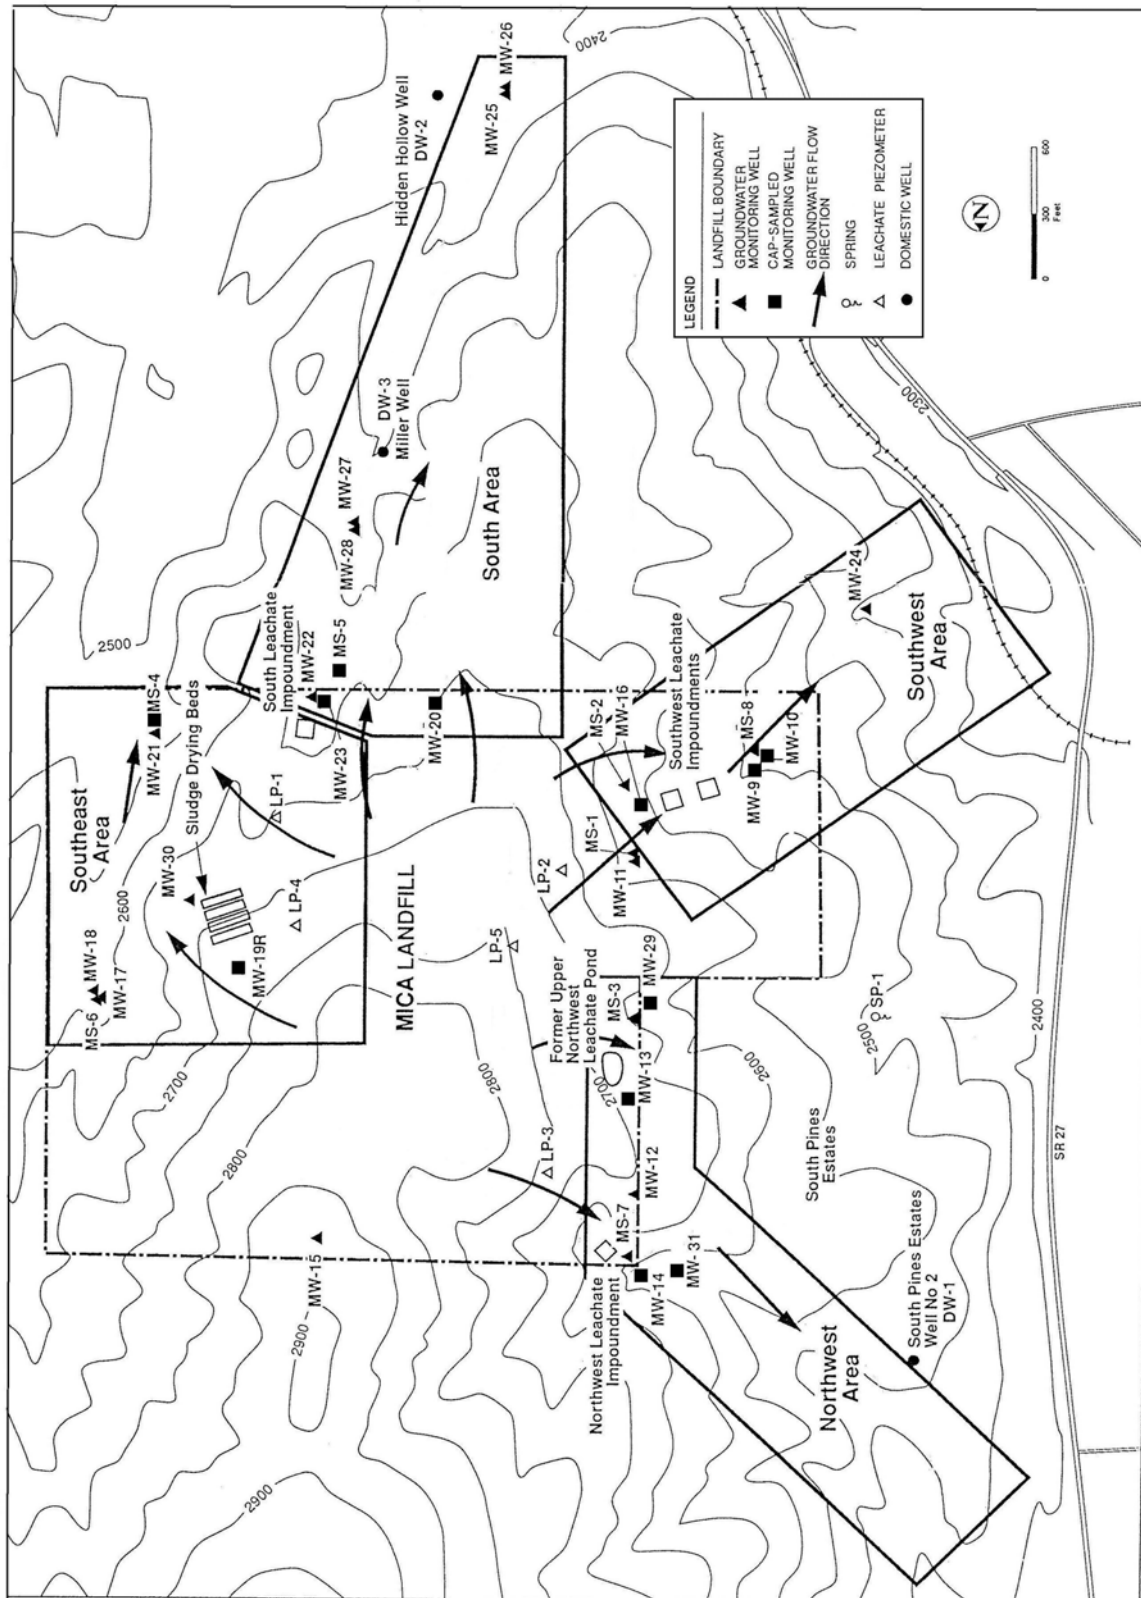 2400
MW-26
MW-25
Hidden Hollow Well
DW-2
DW-3
Miller Well
MW-27
MW-28
South Area
2500
South Leachate
Impoundment
MW-22
MS-5
MW-23
MW-20
MS-4
MW-21
Sludge Drying Beds
Southeast
Area
MW-30
2600
MW-18
MW-17
MS-6
MW-19R
LP-1
LP-4
MICA LANDFILL
2700
2800
2800
LP-5
LP-2
LP-3
MS-1
MW-11
MS-2
MW-16
Southwest Leachate
Impoundments
MS-8
MW-10
MW-9
MW-24
Southwest
Area
Former Upper
Northwest
Leachate Pond
MS-3
MW-29
MW-13
2700
MW-12
MS-7
MW-14
MW-31
Northwest Leachate
Impoundment
MW-15
2900
2900
2600
SP-1
2500
2400
South Pines
Estates
South Pines Estates
Well No 2
DW-1
Northwest
Area
SR 27
2300
LEGEND
LANDFILL BOUNDARY
GROUNDWATER
MONITORING WELL
CAP-SAMPLED
MONITORING WELL
GROUNDWATER FLOW
DIRECTION
SPRING
LEACHATE PIEZOMETER
DOMESTIC WELL
N
0 300 600
Feet